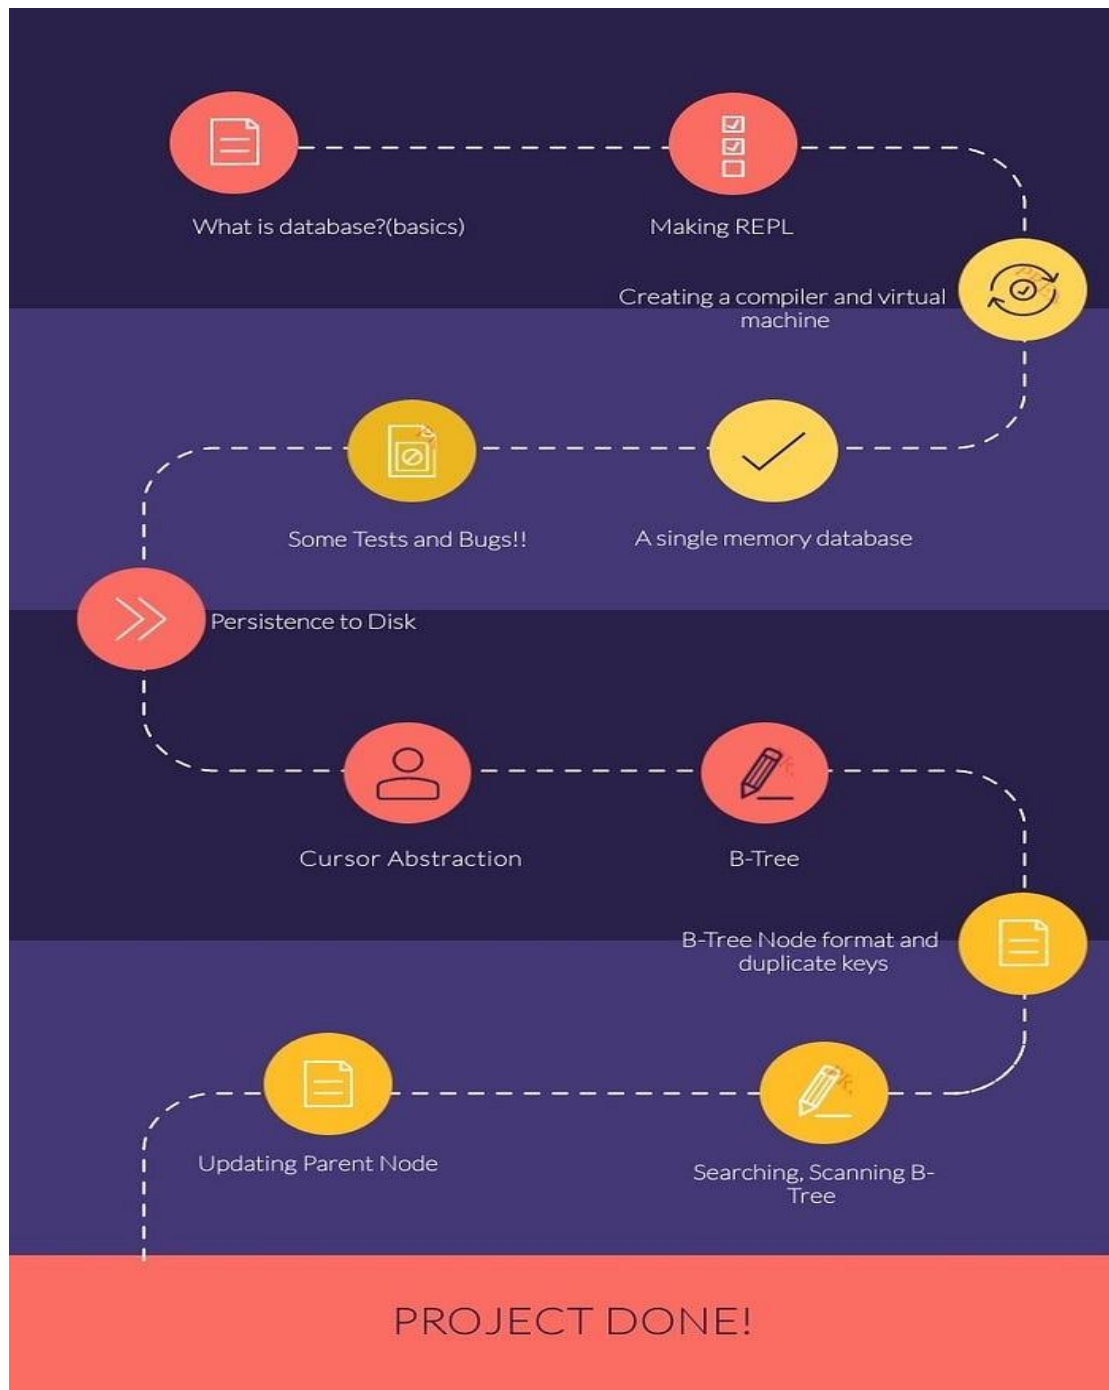 What is database?(basics)
Making REPL
Creating a compiler and virtual
machine
A single memory database
Some Tests and Bugs!!
Persistence to Disk
Cursor Abstraction
B-Tree
B-Tree Node format and
duplicate keys
Searching, Scanning B-
Tree
Updating Parent Node
PROJECT DONE!